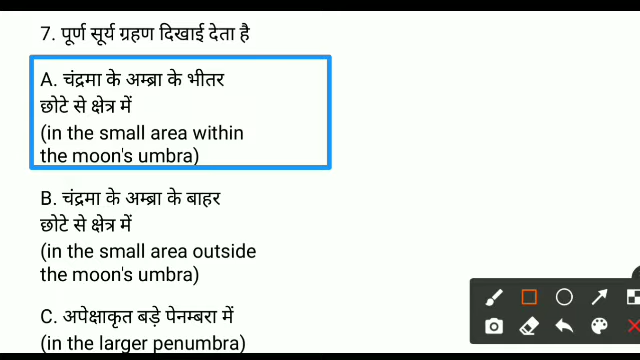 7. पूर्ण सूर्य ग्रहण दिखाई देता है
A. चंद्रमा के अम्ब्रा के भीतर
छोटे से क्षेत्र में
(in the small area within
the moon's umbra)
B. चंद्रमा के अम्ब्रा के बाहर
छोटे से क्षेत्र में
(in the small area outside
the moon's umbra)
C. अपेक्षाकृत बड़े पेनम्बरा में
(in the larger penumbra)